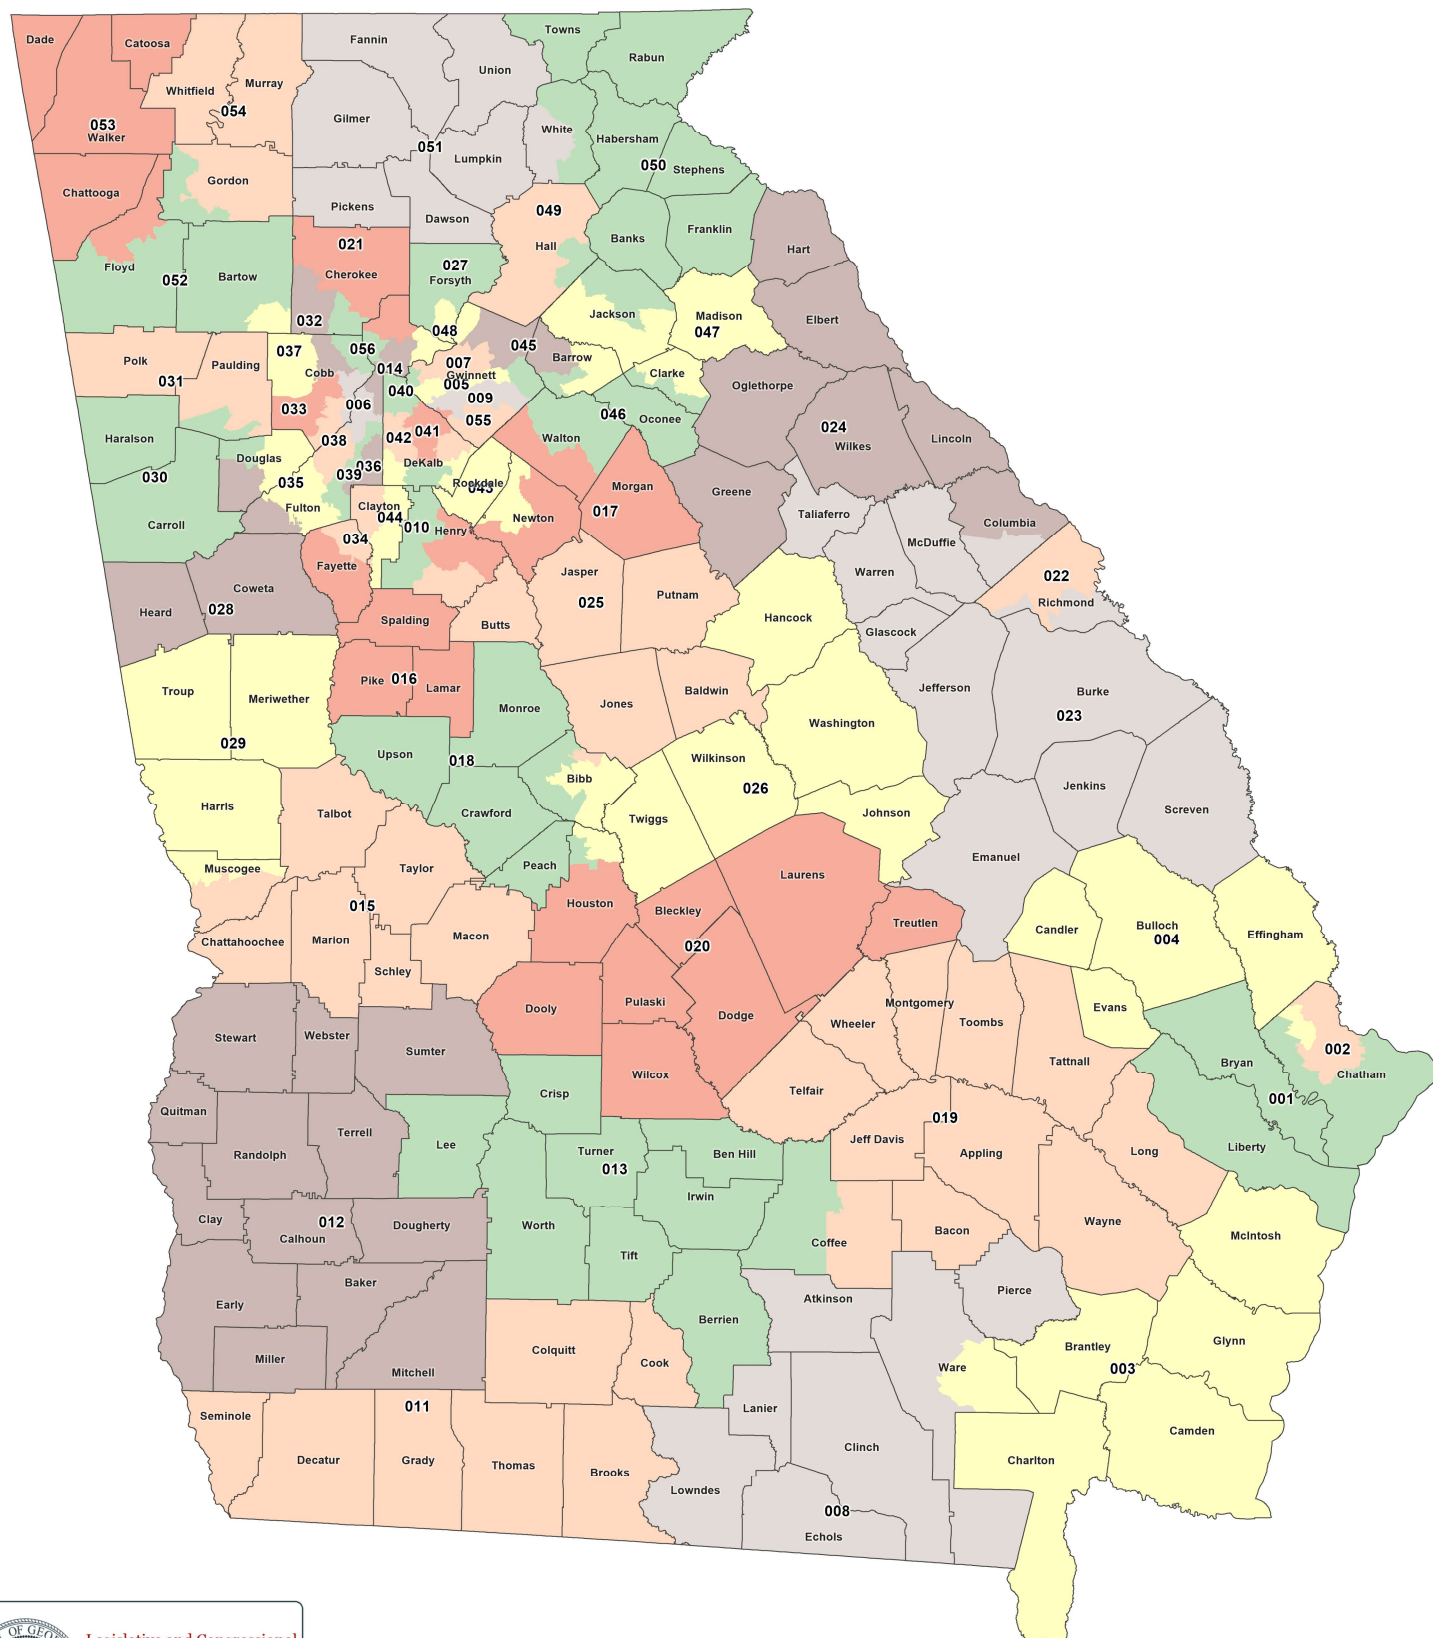 Dade
Catoosa
Fannin
Towns
Rabun
Union
Whitfield
Murray
054
053
Walker
Gilmer
White
Habersham
051
Lumpkin
050
Stephens
Chattooga
Gordon
Pickens
Dawson
049
Hall
Banks
Franklin
Hart
021
Cherokee
027
Forsyth
Floyd
052
Bartow
032
048
Jackson
Madison
047
Elbert
Polk
031
Paulding
037
056
Cobb
014
007
Gwinnett
005
045
Barrow
Clarke
Oglethorpe
040
009
006
033
055
046
Oconee
024
Wilkes
Lincoln
Haralson
038
042
041
Walton
030
Douglas
035
036
039
DeKalb
Rockdale
043
Morgan
Greene
Carroll
Fulton
Clayton
044
010
Henry
Newton
017
Taliaferro
Columbia
034
Fayette
McDuffie
Warren
022
Richmond
Heard
028
Coweta
Spalding
Butts
Jasper
025
Putnam
Hancock
Glascock
Troup
Meriwether
029
Pike
016
Lamar
Monroe
Jones
Baldwin
Washington
Jefferson
Burke
023
Upson
018
Bibb
Wilkinson
026
Jenkins
Screven
Harris
Talbot
Crawford
Twiggs
Johnson
Muscogee
Taylor
Peach
Emanuel
015
Houston
Bleckley
Laurens
Treutlen
Candler
Bulloch
004
Effingham
Chattahoochee
Marion
Macon
Schley
020
Dooly
Pulaski
Dodge
Wheeler
Montgomery
Toombs
Tattnall
Evans
Stewart
Webster
Sumter
Wilcox
Telfair
Bryan
002
Chatham
001
Quitman
Terrell
Lee
Crisp
019
Jeff Davis
Appling
Long
Liberty
Randolph
Turner
013
Ben Hill
Irwin
Clay
012
Calhoun
Dougherty
Worth
Tift
Coffee
Bacon
Wayne
McIntosh
Early
Baker
Berrien
Atkinson
Pierce
Miller
Mitchell
Colquitt
Cook
Ware
Brantley
003
Glynn
Seminole
011
Decatur
Grady
Thomas
Brooks
Lanier
Clinch
Lowndes
008
Echols
Charlton
Camden
OF GEO
Legislative and Congressional